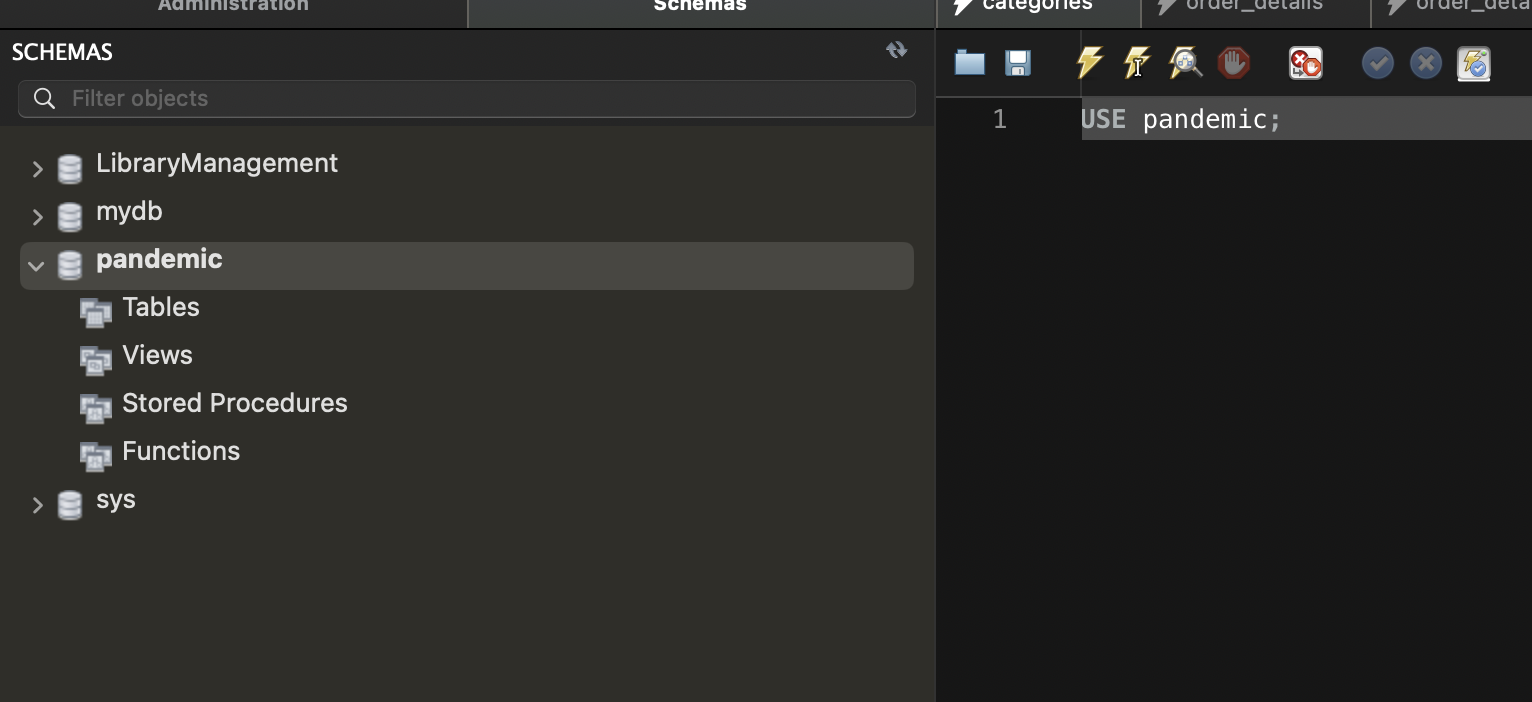 Administration
Schemas
categories
order_details
order_deta
SCHEMAS
Filter objects
LibraryManagement
mydb
pandemic
Tables
Views
Stored Procedures
Functions
sys
1
USE pandemic;